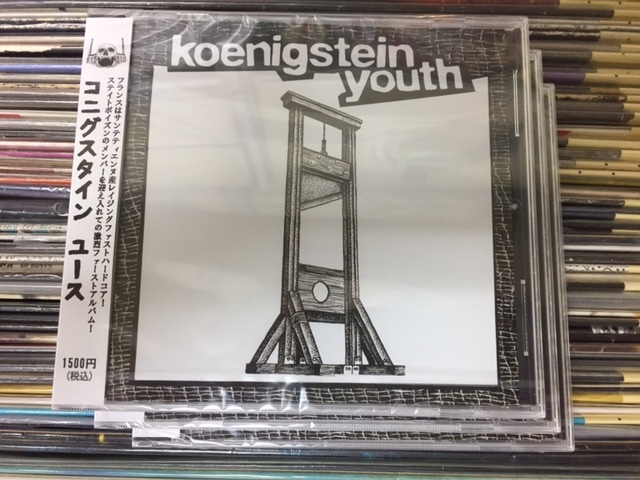 koenigstein
youth
フランスはサンテティエンヌ産レイジングファストハードコア！
ステイトポイズンのメンバーを迎え入れての激烈ファーストアルバム！
コニグスタイン ユース
1500円
(税込)